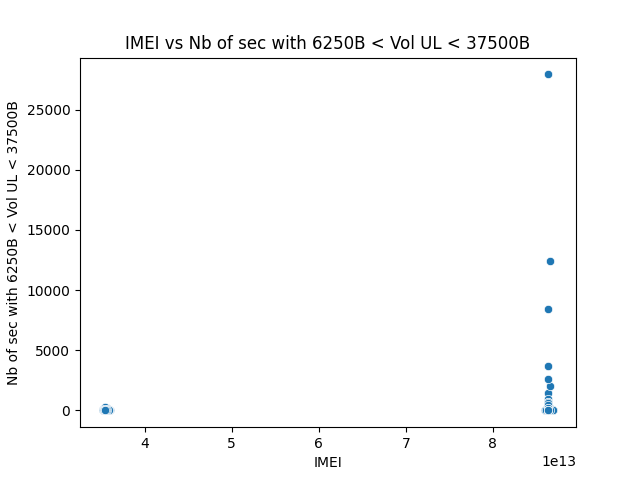 IMEI vs Nb of sec with 6250B < Vol UL < 37500B
Nb of sec with 6250B < Vol UL < 37500B
25000
20000
15000
10000
5000
0
4
5
6
7
8
1e13
IMEI